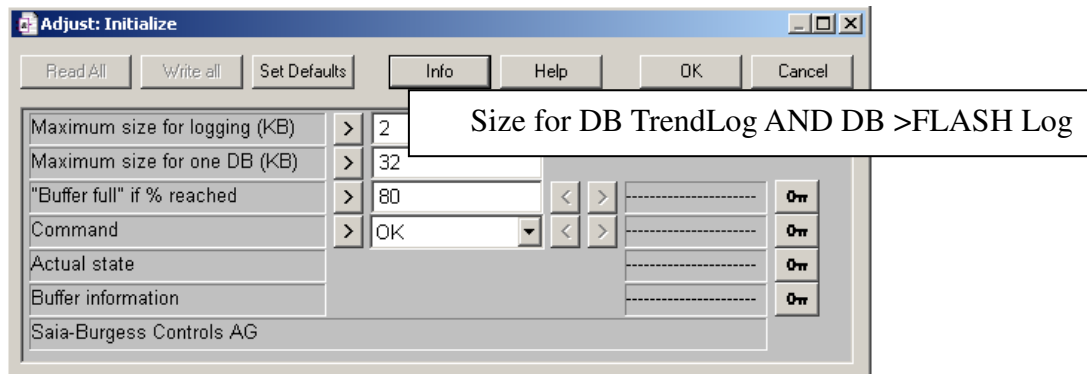 Adjust: Initialize
Read All Write all Set Defaults Info Help OK Cancel
Size for DB TrendLog AND DB >FLASH Log
Maximum size for logging (KB) > 2
Maximum size for one DB (KB) > 32
"Buffer full" if % reached > 80 < > ----------------------
Command > OK < > ----------------------
Actual state ----------------------
Buffer information ----------------------
Saia-Burgess Controls AG